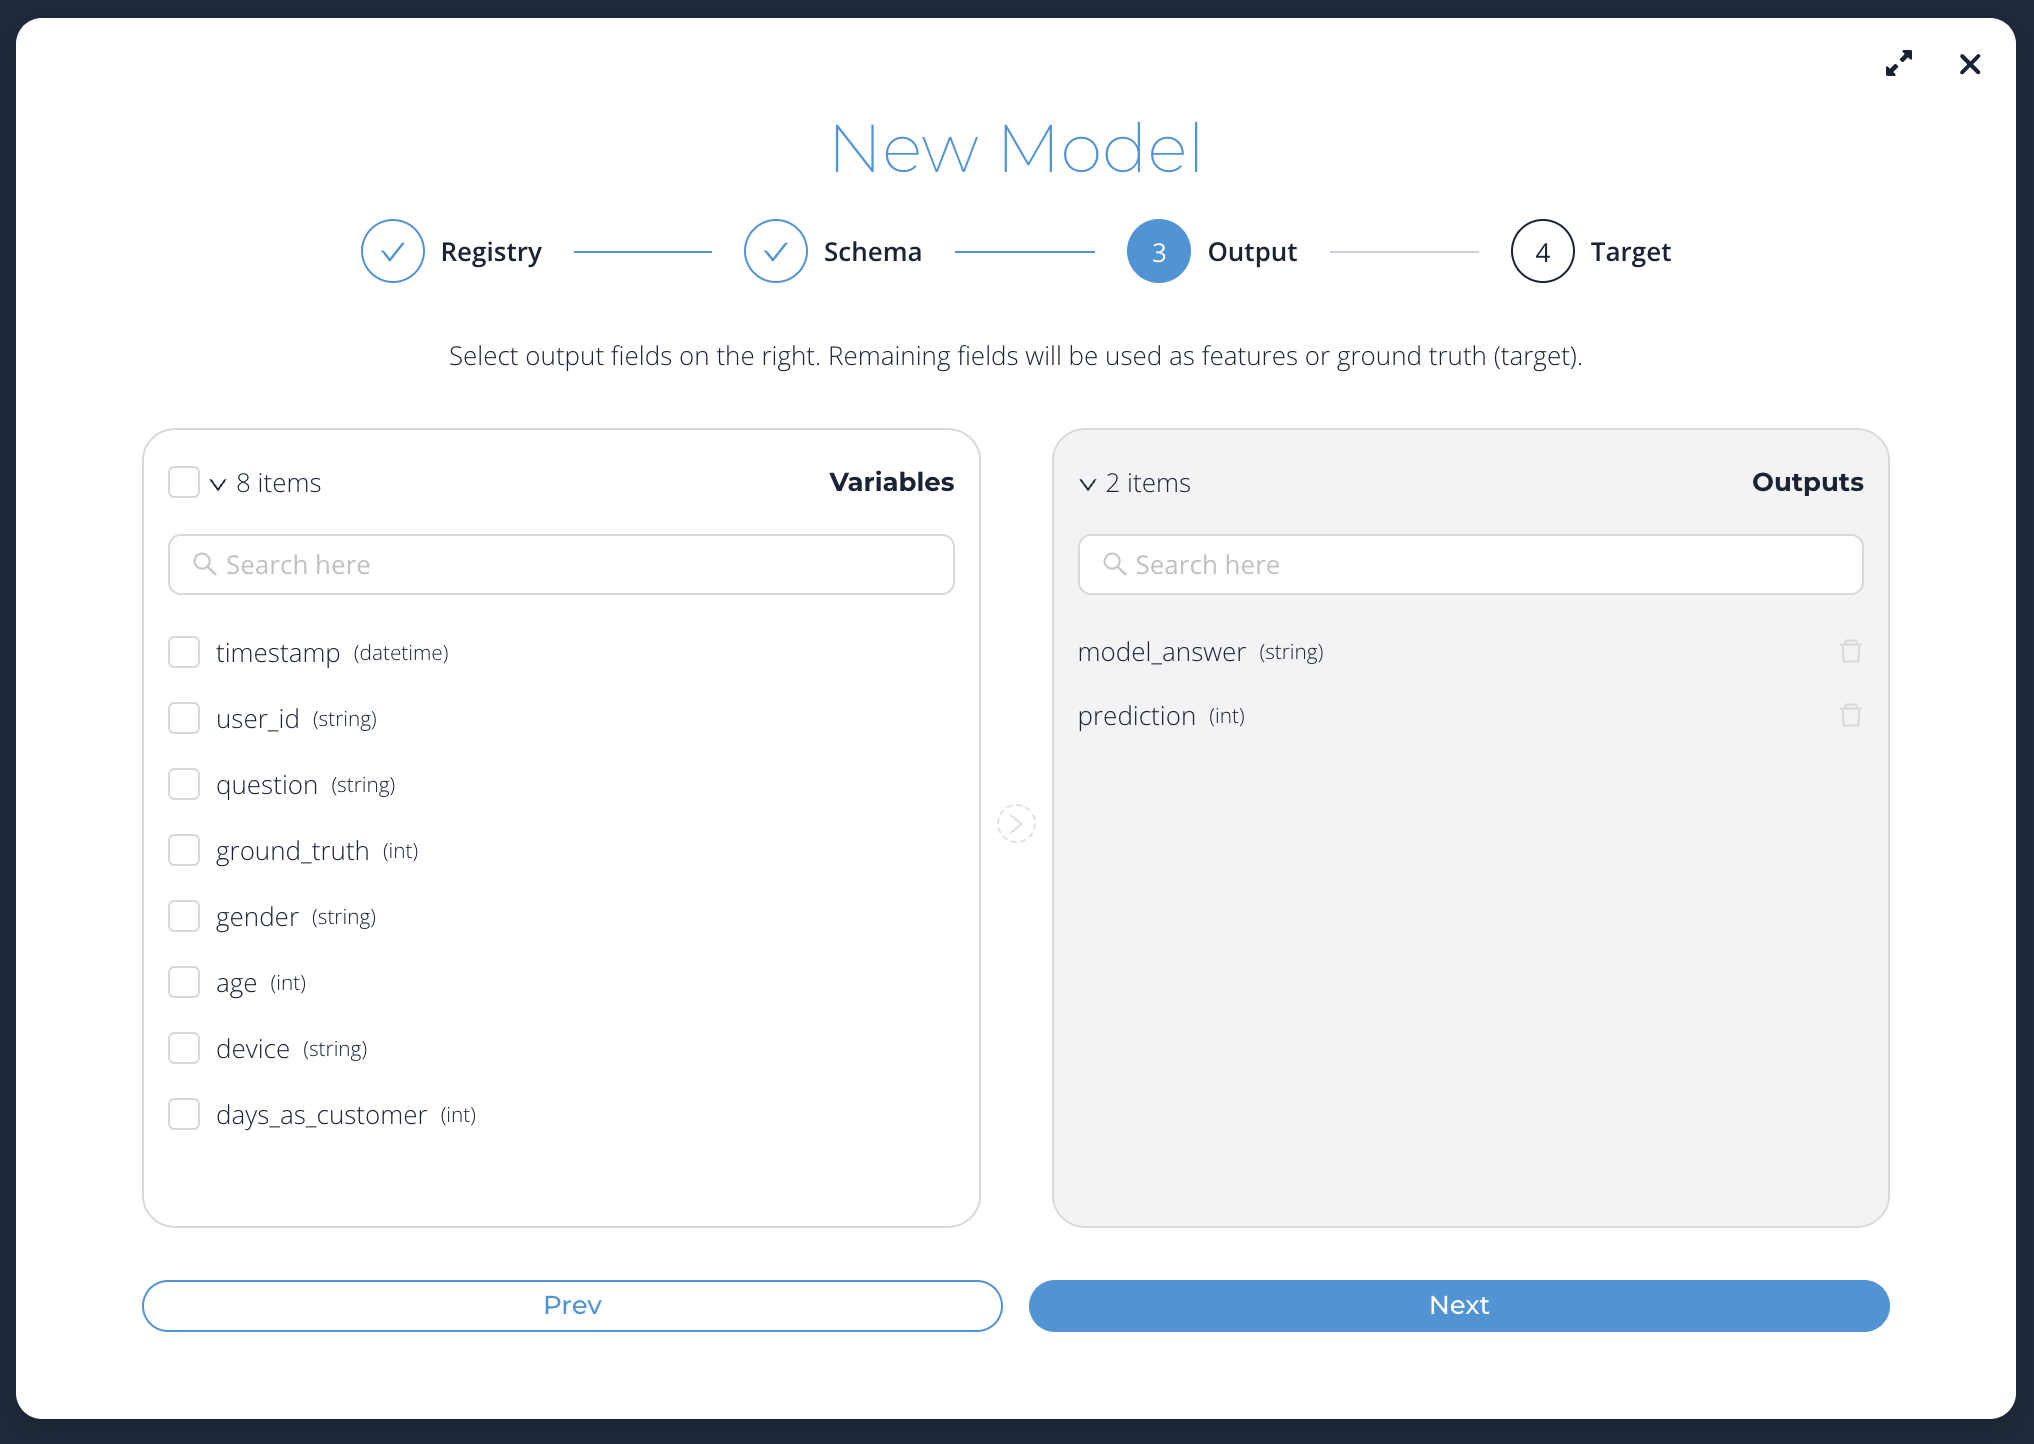 New Model
Registry
Schema
3 Output
4 Target
Select output fields on the right. Remaining fields will be used as features or ground truth (target).
8 items Variables
Search here
timestamp (datetime)
user_id (string)
question (string)
ground_truth (int)
gender (string)
age (int)
device (string)
days_as_customer (int)
2 items Outputs
Search here
model_answer (string)
prediction (int)
Prev
Next